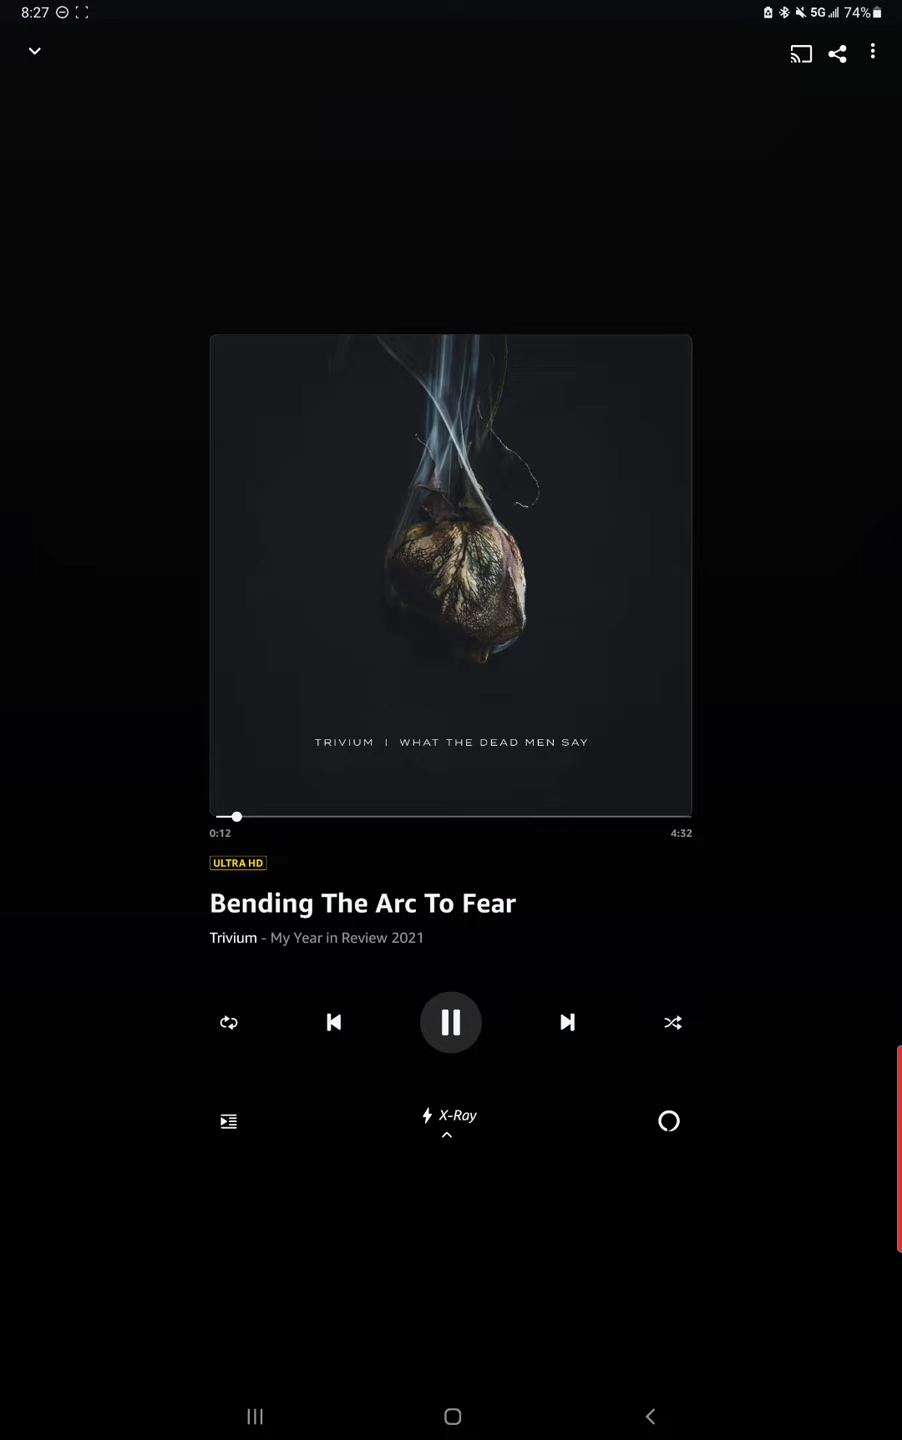 8:27 5G 74%
TRIVIUM | WHAT THE DEAD MEN SAY
0:12 4:32
ULTRA HD
Bending The Arc To Fear
Trivium - My Year in Review 2021
X-Ray